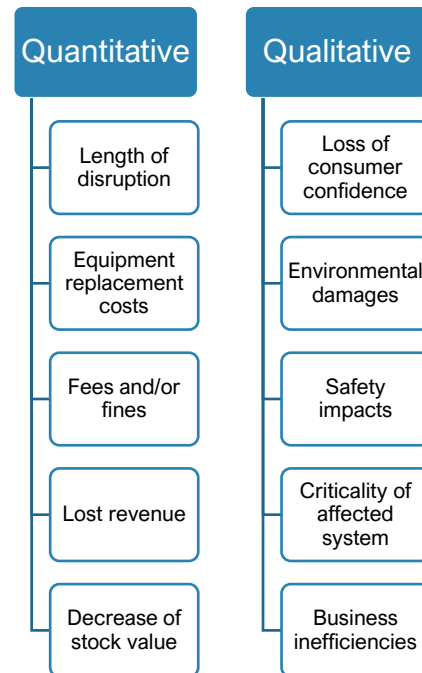 Quantitative
Length of
disruption
Equipment
replacement
costs
Fees and/or
fines
Lost revenue
Decrease of
stock value
Qualitative
Loss of
consumer
confidence
Environmental
damages
Safety
impacts
Criticality of
affected
system
Business
inefficiencies